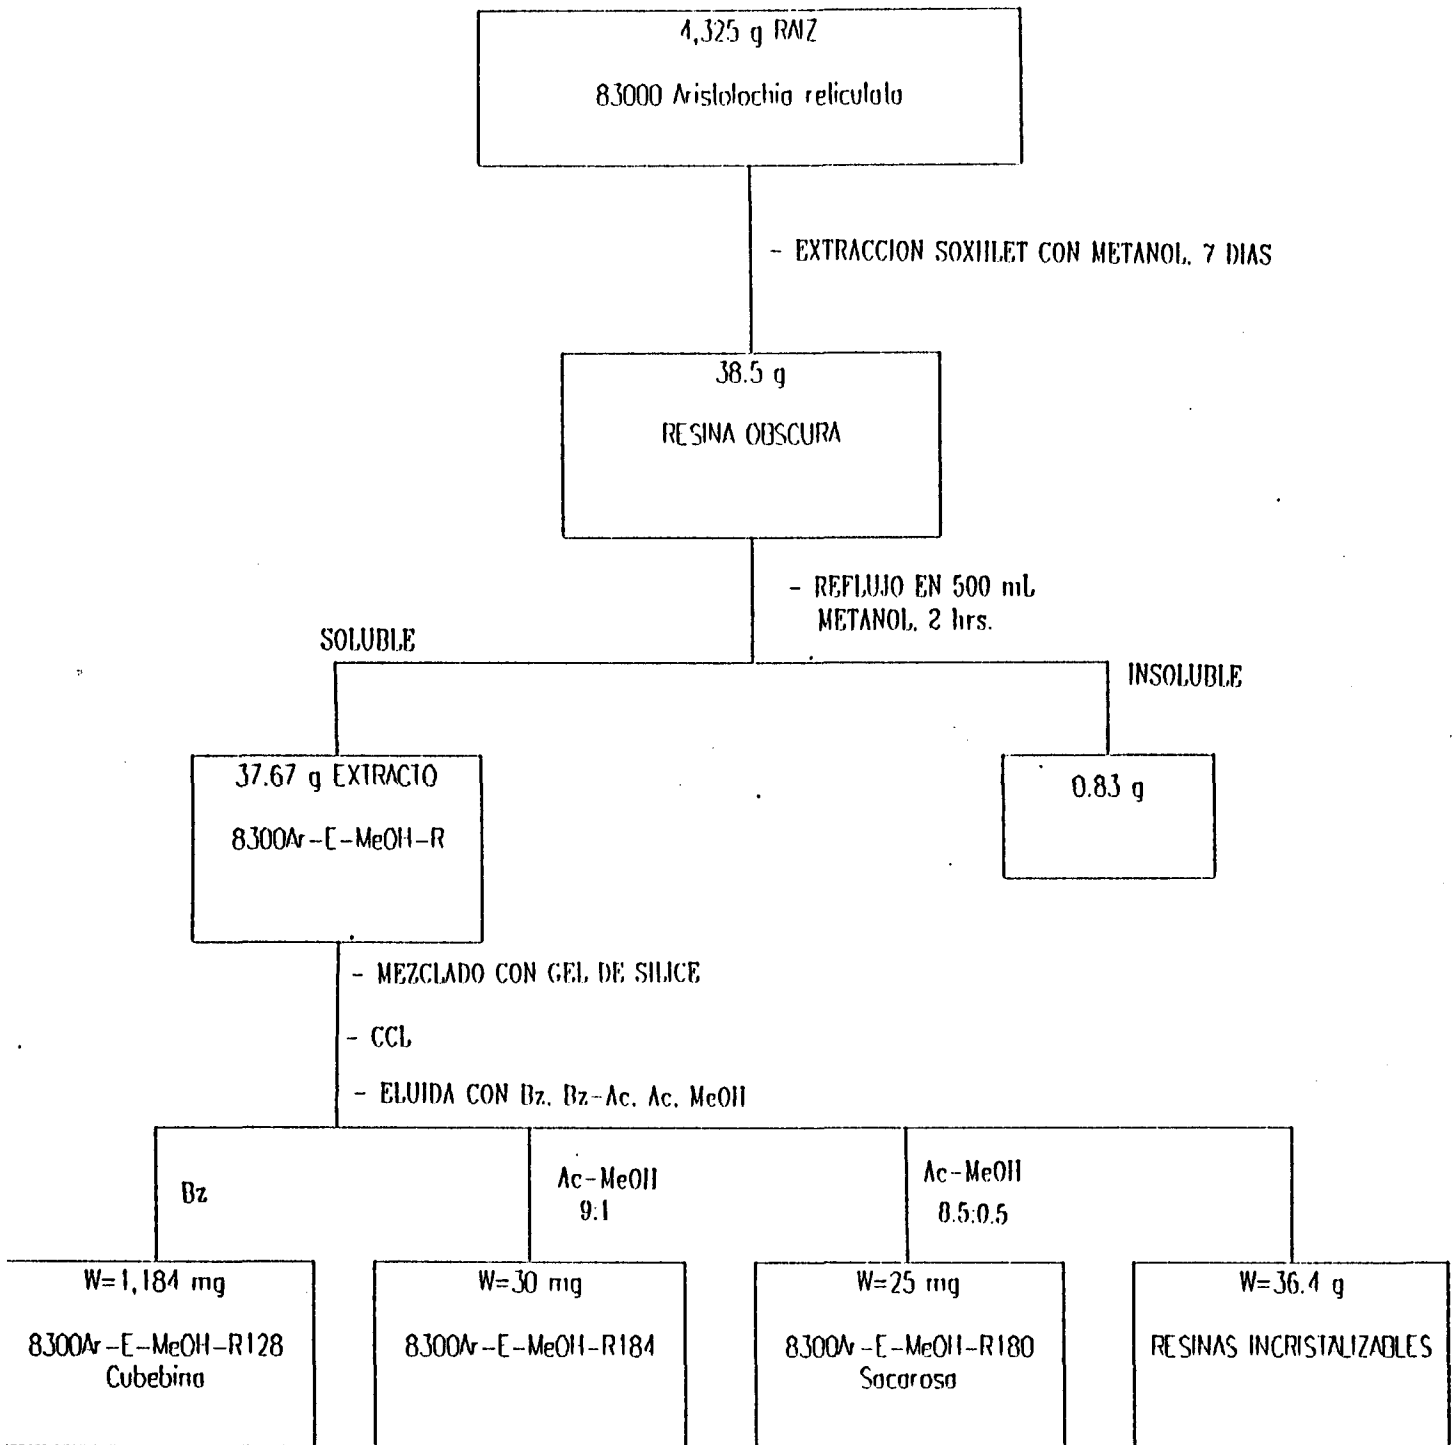 4,325 g RAIZ
83000 Aristolochia reticulata
- EXTRACCION SOXHLET CON METANOL, 7 DIAS
38.5 g
RESINA OBSCURA
- REFLUJO EN 500 mL
METANOL, 2 hrs.
SOLUBLE
INSOLUBLE
37.67 g EXTRACTO
8300Ar-E-MeOH-R
0.83 g
- MEZCLADO CON GEL DE SILICE
- CCL
- ELUIDA CON Bz, Bz-Ac, Ac, MeOH
Bz
Ac-MeOH
9:1
Ac-MeOH
8.5:0.5
W=1,184 mg
8300Ar-E-MeOH-R128
Cubebina
W=30 mg
8300Ar-E-MeOH-R184
W=25 mg
8300Ar-E-MeOH-R180
Sacarosa
W=36.4 g
RESINAS INCRISTALIZABLES